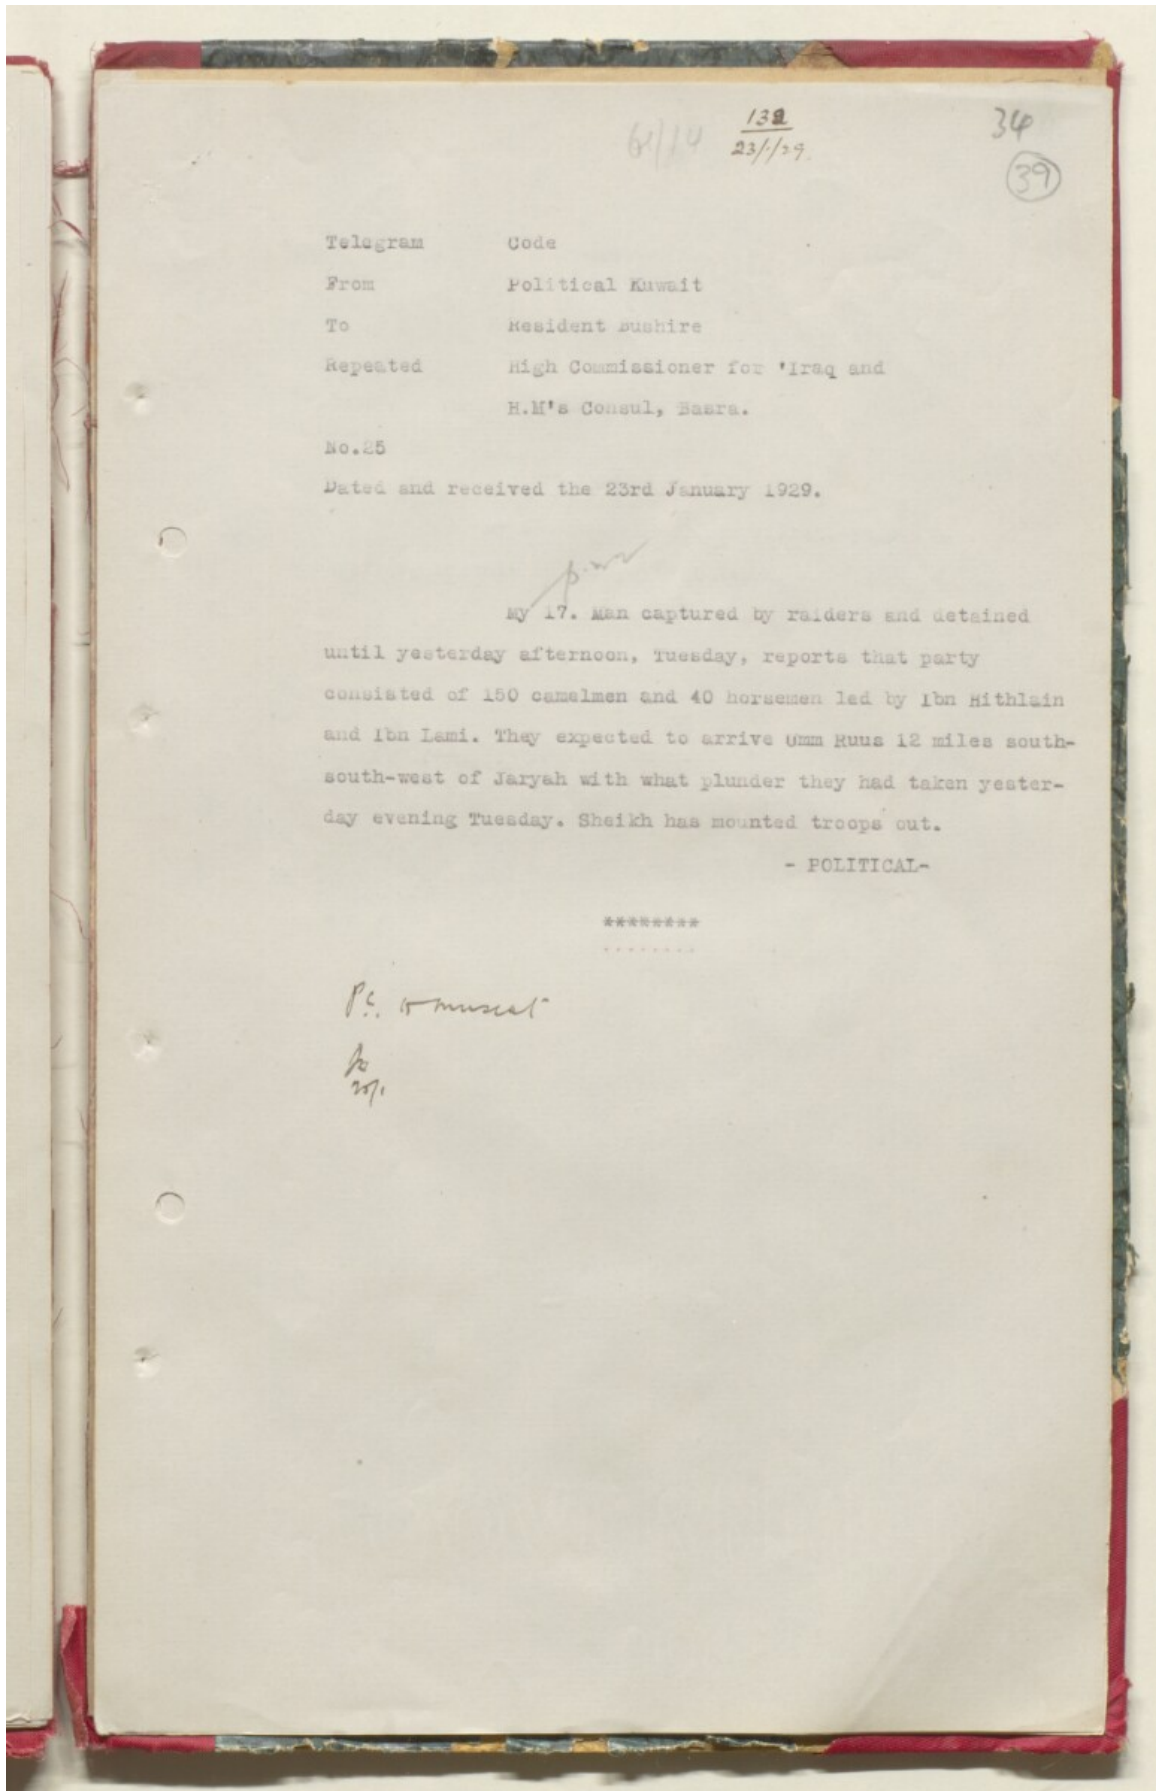 61/14
132
23/1/29.
34
39
Telegram Code
From Political Kuwait
To Resident Bushire
Repeated High Commissioner for 'Iraq and
H.M's Consul, Basra.
No.25
Dated and received the 23rd January 1929.
My 17. Man captured by raiders and detained
until yesterday afternoon, Tuesday, reports that party
consisted of 150 camelmen and 40 horsemen led by Ibn Hithlain
and Ibn Lami. They expected to arrive Umm Ruus 12 miles south-
south-west of Jaryah with what plunder they had taken yester-
day evening Tuesday. Sheikh has mounted troops out.
- POLITICAL-
********
........
P.C. to Muscat